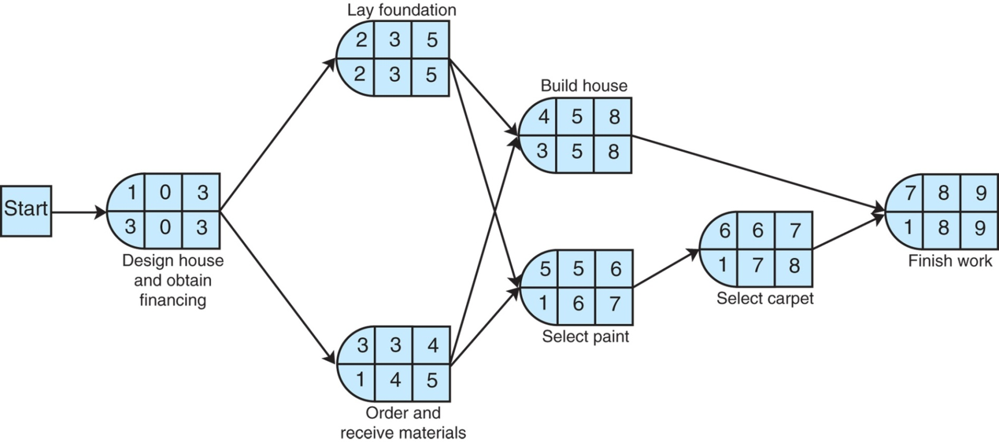 Lay foundation
2 3 5
2 3 5
Build house
4 5 8
3 5 8
Start
1 0 3
3 0 3
Design house
and obtain
financing
7 8 9
1 8 9
Finish work
6 6 7
1 7 8
Select carpet
5 5 6
1 6 7
Select paint
3 3 4
1 4 5
Order and
receive materials